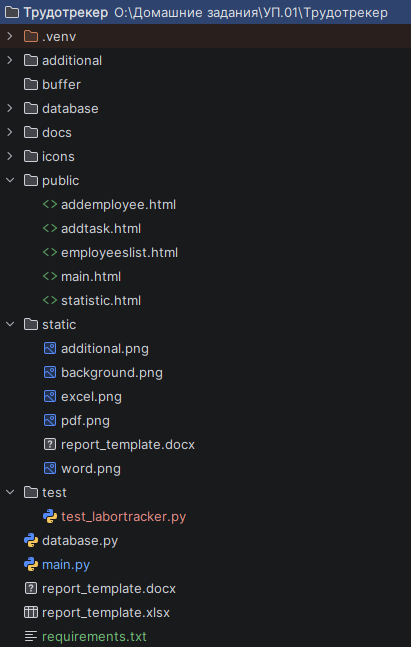 Трудотрекер O:\Домашние задания\УП.01\Трудотрекер
.venv
additional
buffer
database
docs
icons
public
addemployee.html
addtask.html
employeeslist.html
main.html
statistic.html
static
additional.png
background.png
excel.png
pdf.png
report_template.docx
word.png
test
test_labortracker.py
database.py
main.py
report_template.docx
report_template.xlsx
requirements.txt